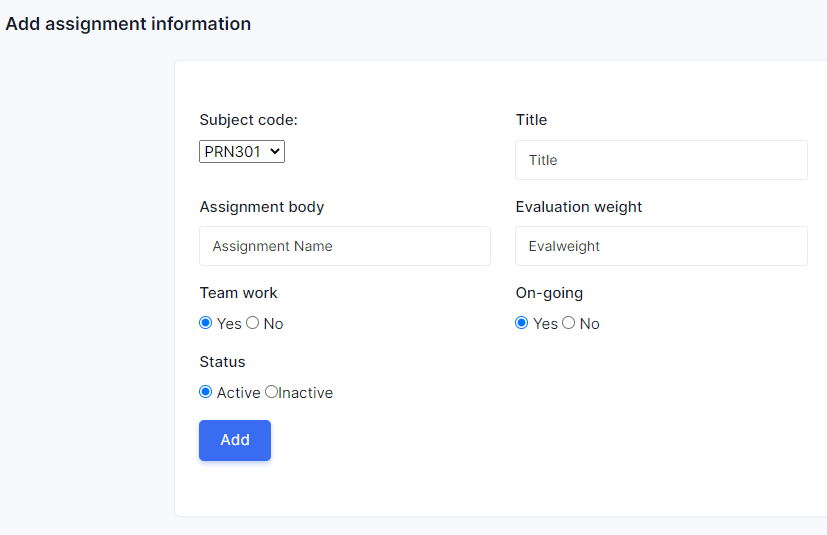 Add assignment information
Subject code:
Title
PRN301
Title
Assignment body
Evaluation weight
Assignment Name
Evalweight
Team work
On-going
Yes No
Yes No
Status
Active Inactive
Add